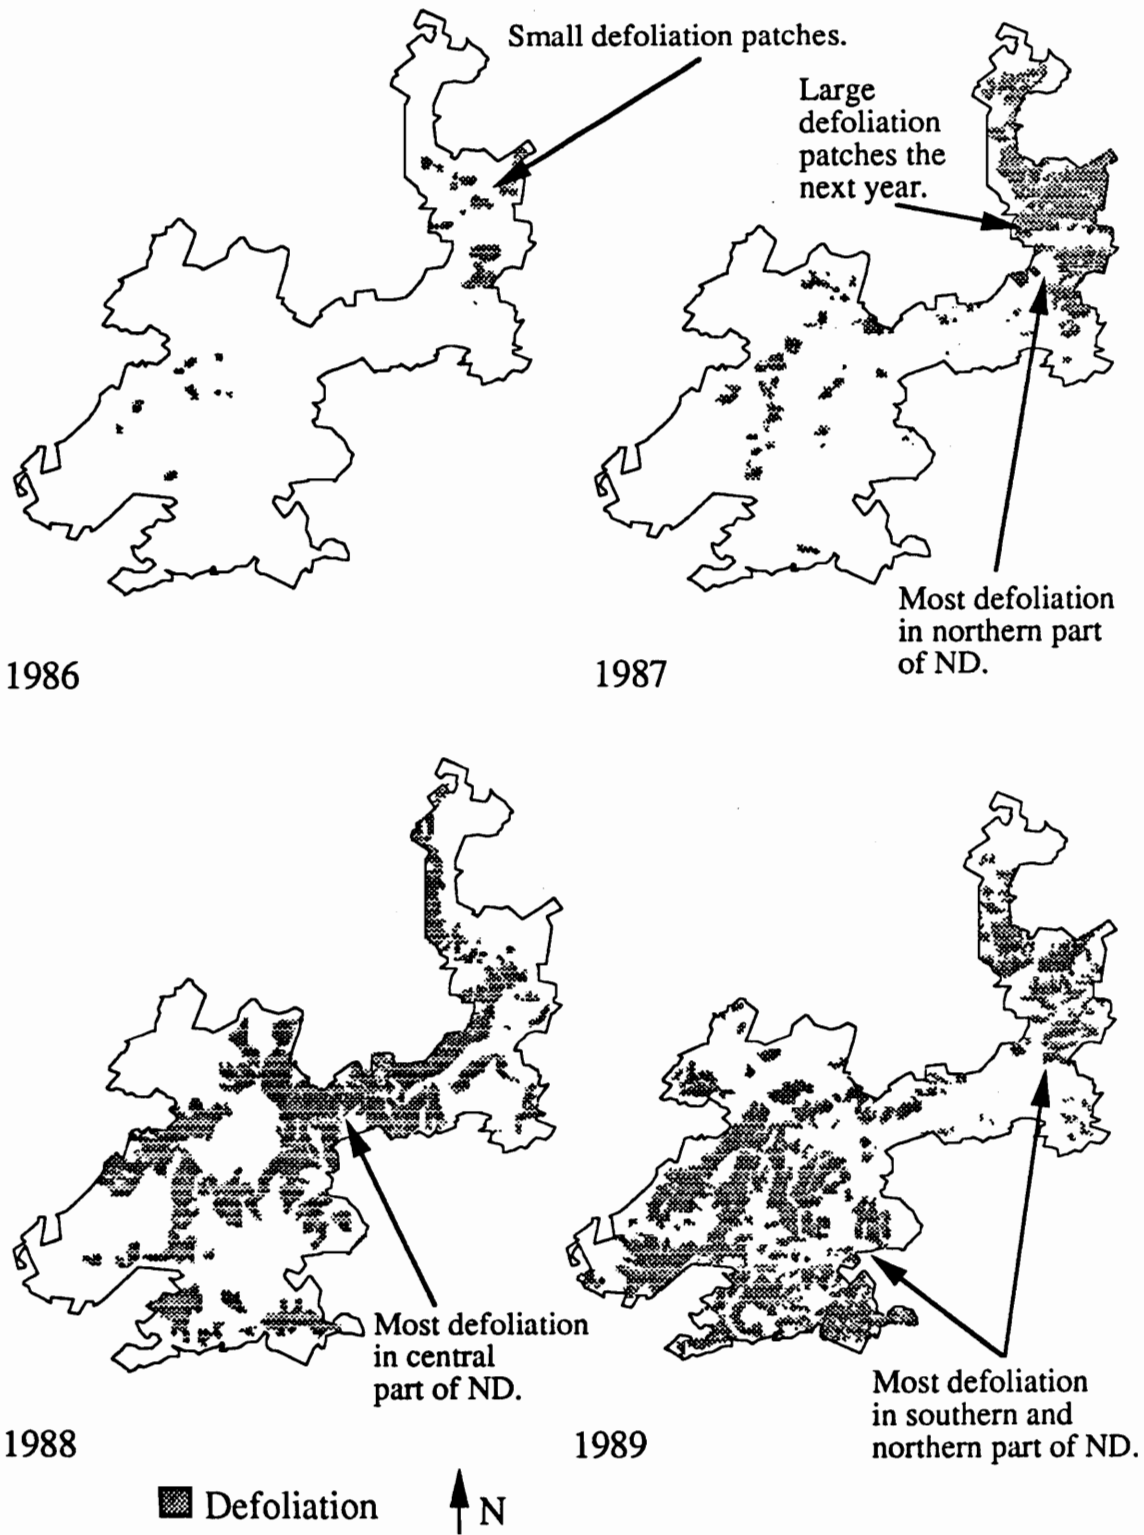 Small defoliation patches.
Large
defoliation
patches the
next year.
Most defoliation
in northern part
of ND.
1986
1987
Most defoliation
in central
part of ND.
Most defoliation
in southern and
northern part of ND.
1988
1989
Defoliation
N